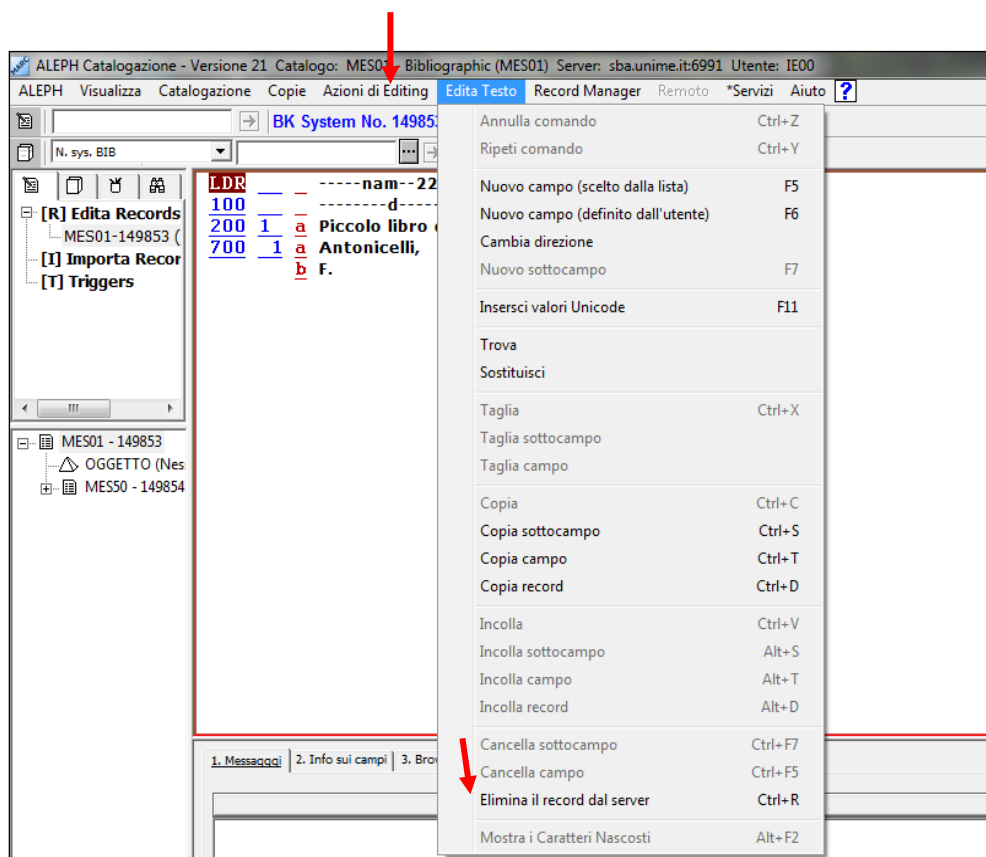 MARC ALEPH Catalogazione - Versione 21 Catalogo: MES01 Bibliographic (MES01) Server: sba.unime.it:6991 Utente: IE00
ALEPH Visualizza Catalogazione Copie Azioni di Editing Edita Testo Record Manager Remoto *Servizi Aiuto ?
BK System No. 149853
N. sys. BIB ...
[R] Edita Records
MES01-149853 (
[I] Importa Recor
[T] Triggers
MES01 - 149853
OGGETTO (Nes
MES50 - 149854
LDR __ _ -----nam--22
100 __ _ --------d-----
200 1_ a Piccolo libro
700 _1 a Antonicelli,
b F.
Annulla comando Ctrl+Z
Ripeti comando Ctrl+Y
Nuovo campo (scelto dalla lista) F5
Nuovo campo (definito dall'utente) F6
Cambia direzione
Nuovo sottocampo F7
Insersci valori Unicode F11
Trova
Sostituisci
Taglia Ctrl+X
Taglia sottocampo
Taglia campo
Copia Ctrl+C
Copia sottocampo Ctrl+S
Copia campo Ctrl+T
Copia record Ctrl+D
Incolla Ctrl+V
Incolla sottocampo Alt+S
Incolla campo Alt+T
Incolla record Alt+D
Cancella sottocampo Ctrl+F7
Cancella campo Ctrl+F5
Elimina il record dal server Ctrl+R
Mostra i Caratteri Nascosti Alt+F2
1. Messaggi 2. Info sui campi 3. Bro